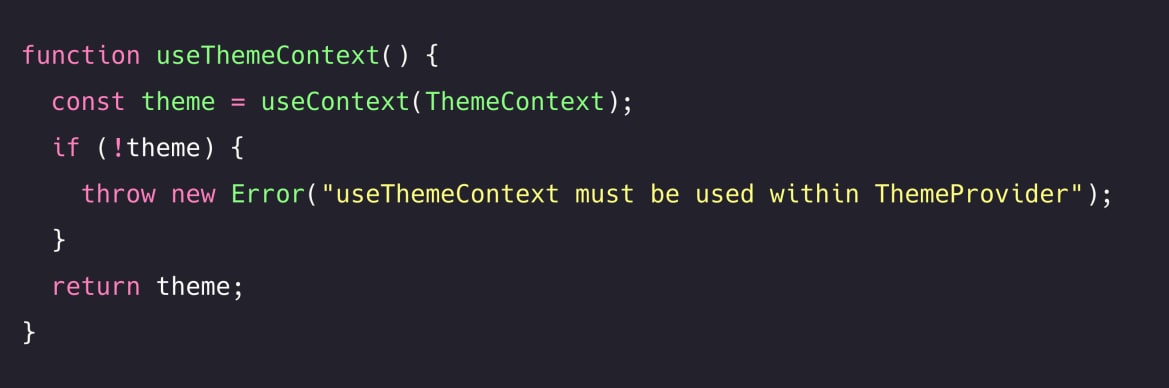 function useThemeContext() {
  const theme = useContext(ThemeContext);
  if (!theme) {
    throw new Error("useThemeContext must be used within ThemeProvider");
  }
  return theme;
}